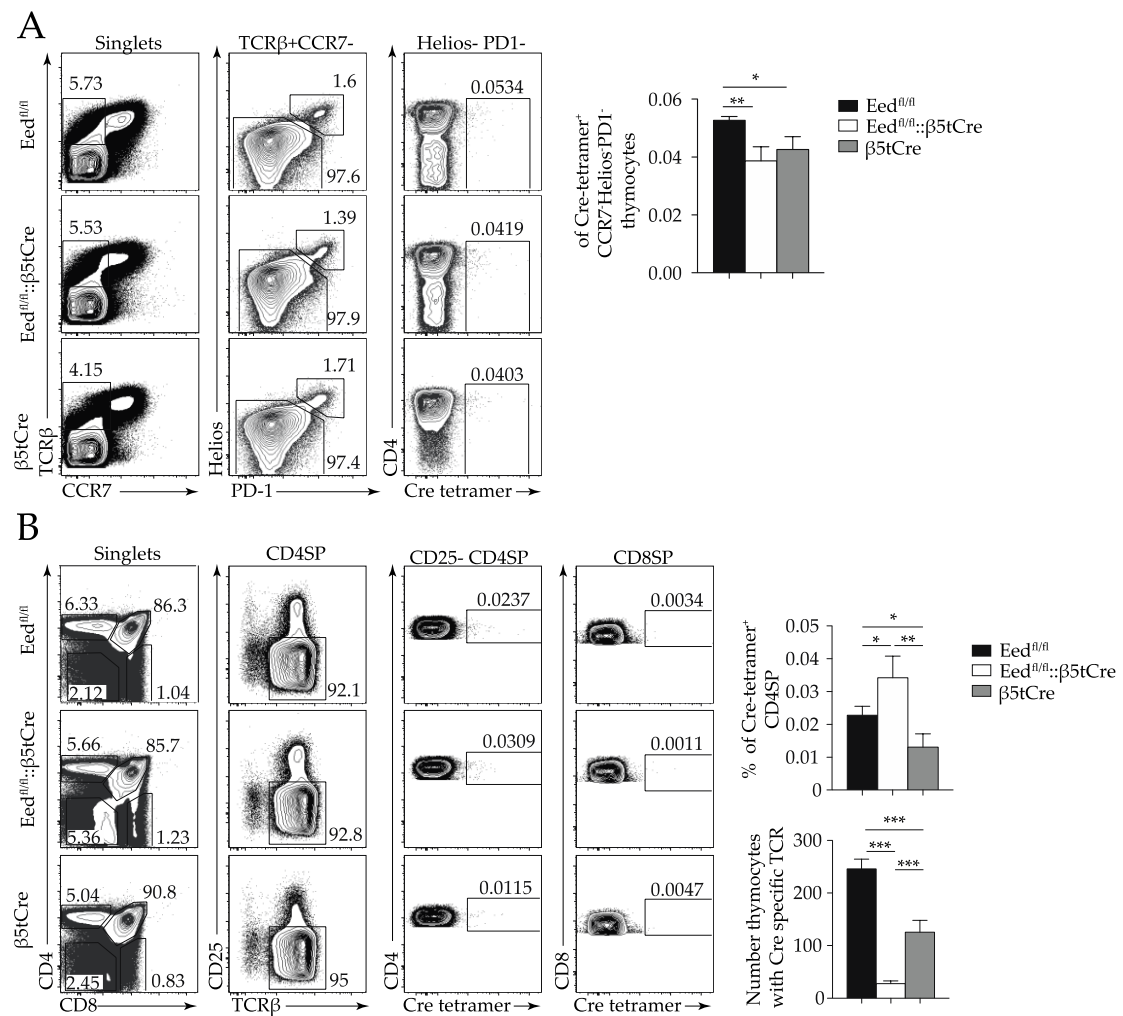 A
Singlets TCRβ+CCR7- Helios- PD1-
Eed^fl/fl
5.73 1.6 97.6 0.0534
Eed^fl/fl::β5tCre
5.53 1.39 97.9 0.0419
β5tCre
4.15 1.71 97.4 0.0403
TCRβ Helios CD4
CCR7 PD-1 Cre tetramer
of Cre-tetramer⁺
CCR7⁻Helios⁻PD1⁻
thymocytes
0.06
0.04
0.02
0.00
*
**
Eed^fl/fl
Eed^fl/fl::β5tCre
β5tCre
B
Singlets CD4SP CD25- CD4SP CD8SP
Eed^fl/fl
6.33 86.3 2.12 1.04 92.1 0.0237 0.0034
Eed^fl/fl::β5tCre
5.66 85.7 5.36 1.23 92.8 0.0309 0.0011
β5tCre
5.04 90.8 2.45 0.83 95 0.0115 0.0047
CD4 CD25 CD4 CD8
CD8 TCRβ Cre tetramer Cre tetramer
% of Cre-tetramer⁺
CD4SP
0.05
0.04
0.03
0.02
0.01
0
*
* **
Eed^fl/fl
Eed^fl/fl::β5tCre
β5tCre
Number thymocytes
with Cre specific TCR
300
200
100
0
***
***
***